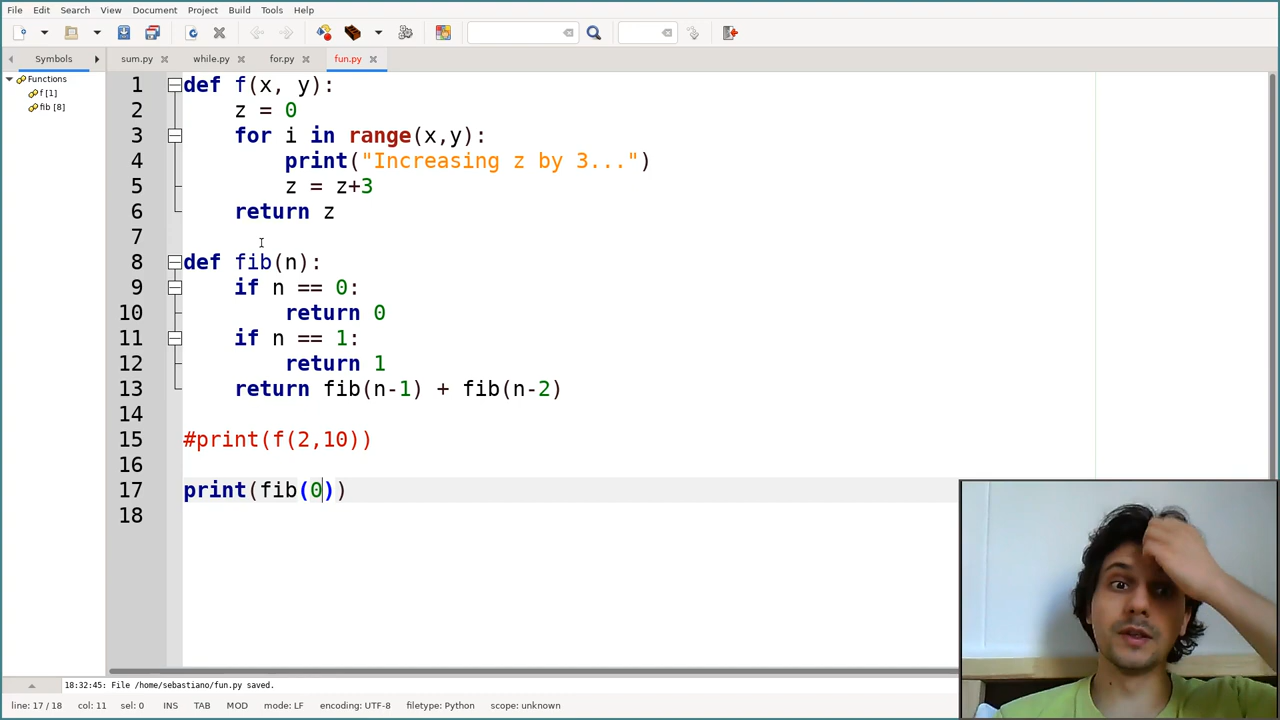 File Edit Search View Document Project Build Tools Help
Symbols sum.py while.py for.py fun.py
Functions
f [1]
fib [8]
1 def f(x, y):
2     z = 0
3     for i in range(x,y):
4         print("Increasing z by 3...")
5         z = z+3
6     return z
7
8 def fib(n):
9     if n == 0:
10         return 0
11     if n == 1:
12         return 1
13     return fib(n-1) + fib(n-2)
14
15 #print(f(2,10))
16
17 print(fib(0))
18
18:32:45: File /home/sebastiano/fun.py saved.
line: 17 / 18 col: 11 sel: 0 INS TAB MOD mode: LF encoding: UTF-8 filetype: Python scope: unknown